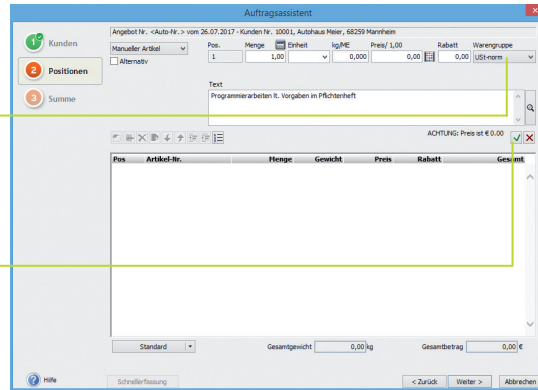 Auftragsassistent
Angebot Nr. <Auto-Nr.> vom 26.07.2017 - Kunden Nr. 10001, Autohaus Meier, 68259 Mannheim
1 Kunden
2 Positionen
3 Summe
Manueller Artikel
Alternativ
Pos. Menge Einheit kg/ME Preis/ 1,00 Rabatt Warengruppe
1 1,00 0,000 0,00 0,00 USt-norm
Text
Programmierarbeiten lt. Vorgaben im Pflichtenheft
ACHTUNG: Preis ist € 0.00
Pos Artikel-Nr. Menge Gewicht Preis Rabatt Gesamt
Standard Gesamtgewicht 0,00 kg Gesamtbetrag 0,00 €
Hilfe Schnellerfassung < Zurück Weiter > Abbrechen